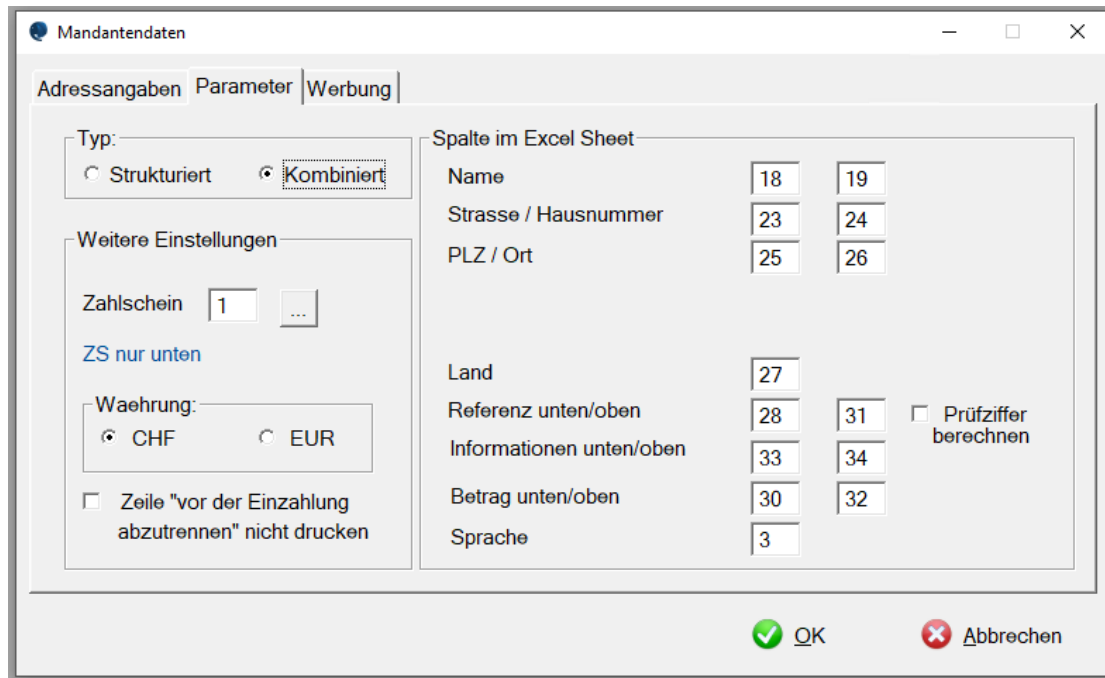 Mandantendaten
Adressangaben Parameter Werbung
Typ:
Strukturiert Kombiniert
Weitere Einstellungen
Zahlschein 1 ...
ZS nur unten
Waehrung:
CHF EUR
Zeile "vor der Einzahlung
abzutrennen" nicht drucken
Spalte im Excel Sheet
Name 18 19
Strasse / Hausnummer 23 24
PLZ / Ort 25 26
Land 27
Referenz unten/oben 28 31
Prüfziffer
berechnen
Informationen unten/oben 33 34
Betrag unten/oben 30 32
Sprache 3
OK Abbrechen